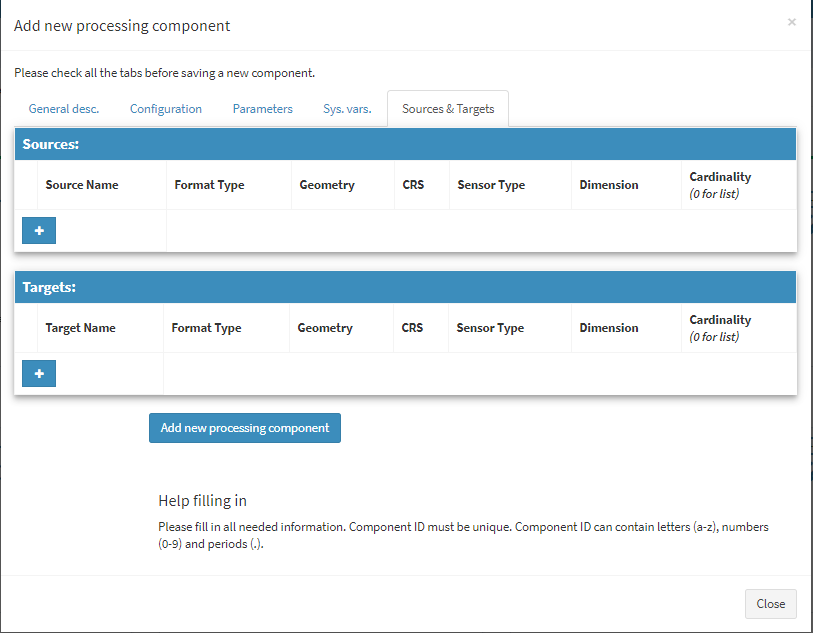 Add new processing component
×
Please check all the tabs before saving a new component.
General desc. Configuration Parameters Sys. vars. Sources & Targets
Sources:
Source Name Format Type Geometry CRS Sensor Type Dimension Cardinality
(0 for list)
+
Targets:
Target Name Format Type Geometry CRS Sensor Type Dimension Cardinality
(0 for list)
+
Add new processing component
Help filling in
Please fill in all needed information. Component ID must be unique. Component ID can contain letters (a-z), numbers
(0-9) and periods (.).
Close